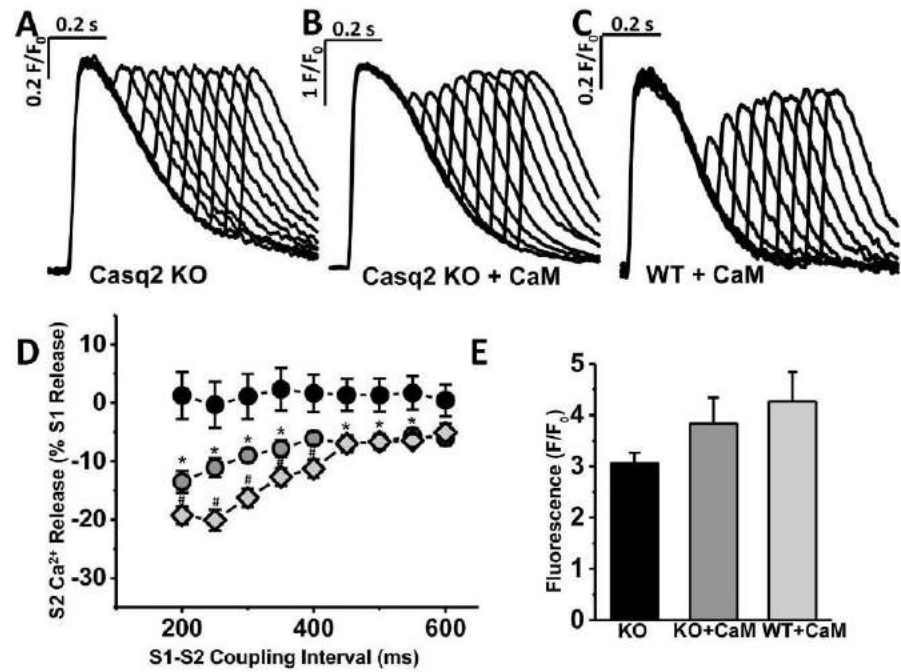 A
0.2 s
0.2 F/F₀
Casq2 KO
B
0.2 s
1 F/F₀
Casq2 KO + CaM
C
0.2 s
0.2 F/F₀
WT + CaM
D
S2 Ca²⁺ Release (% S1 Release)
10
0
-10
-20
-30
* * * * * * *
# # # # #
200
400
600
S1-S2 Coupling Interval (ms)
E
Fluorescence (F/F₀)
5
4
3
2
1
0
KO
KO+CaM
WT+CaM